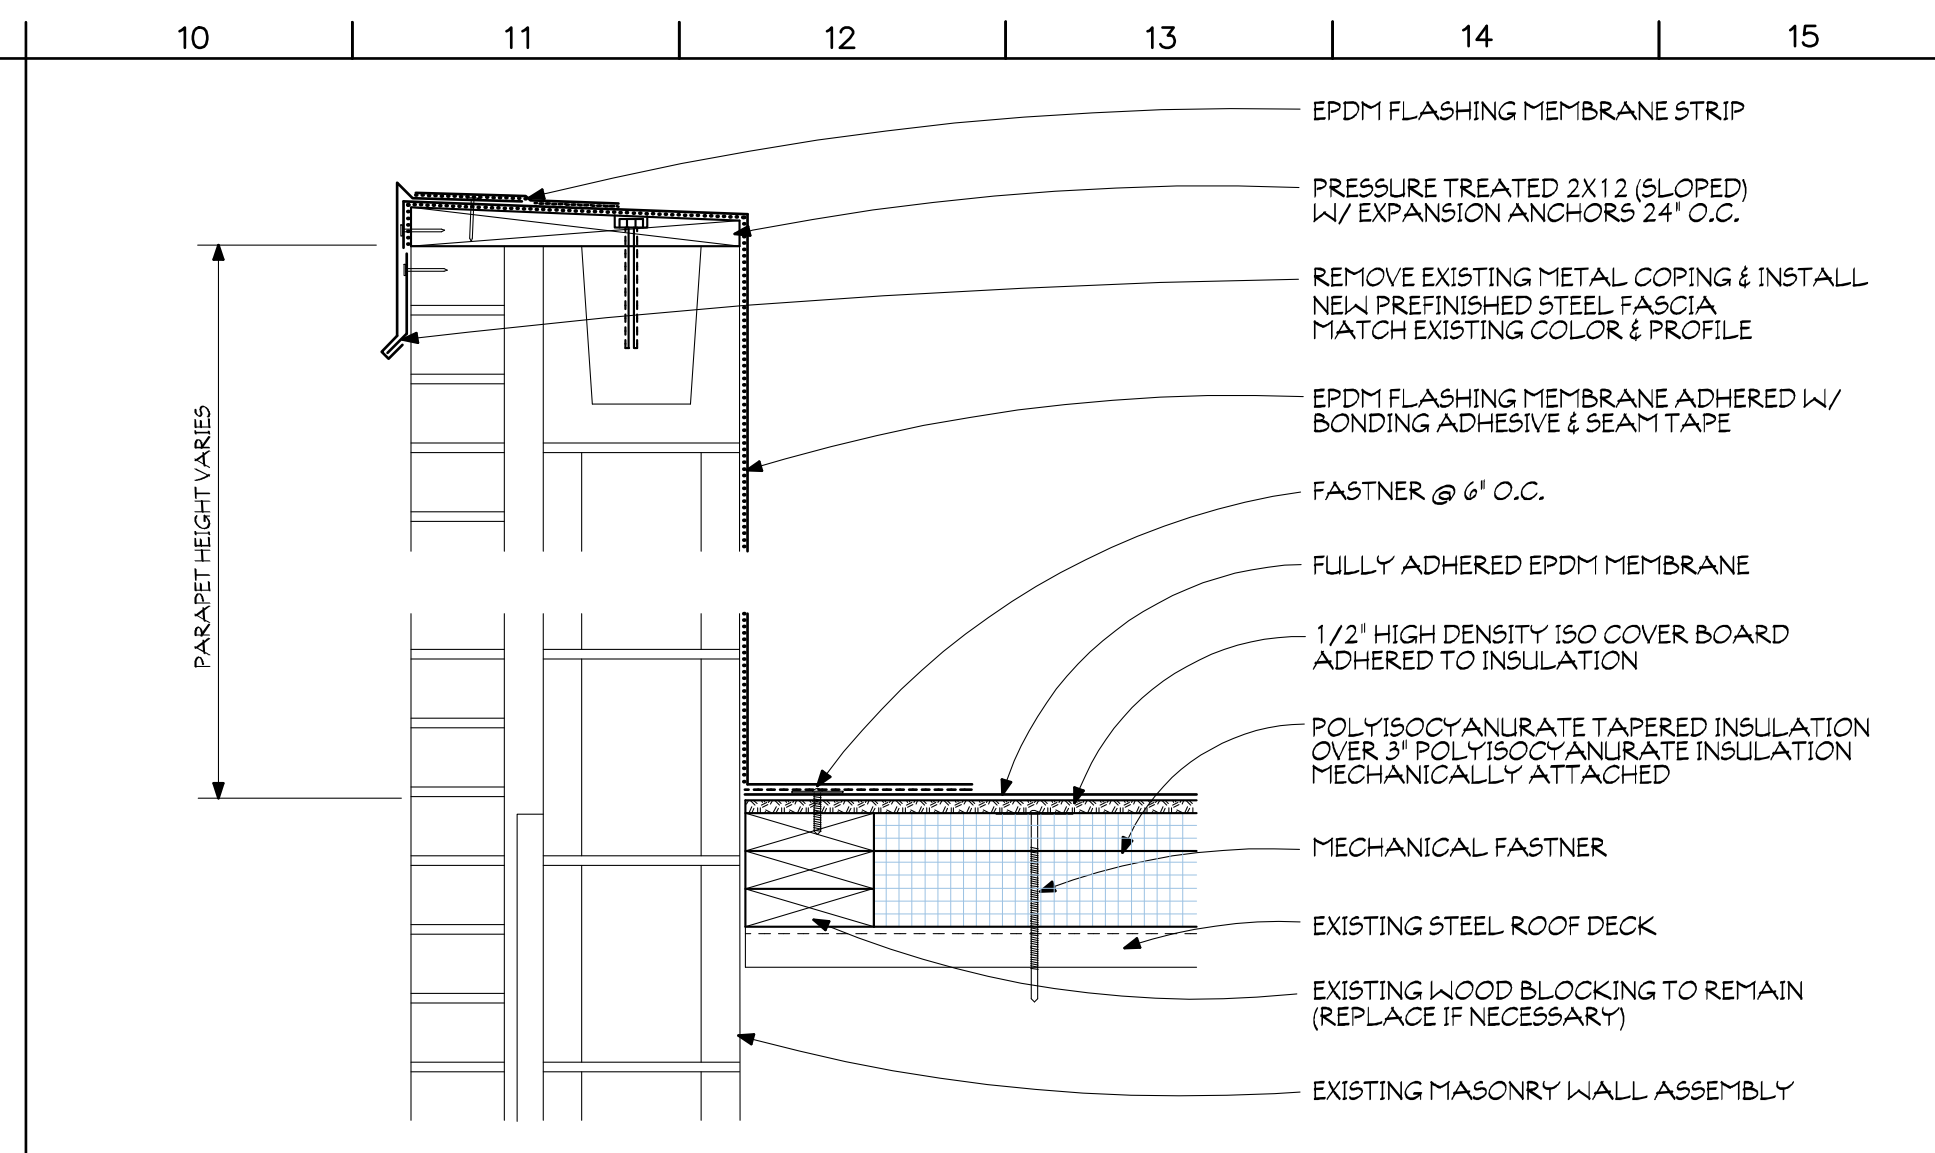 10 11 12 13 14 15
EPDM FLASHING MEMBRANE STRIP
PRESSURE TREATED 2X12 (SLOPED)
W/ EXPANSION ANCHORS 24" O.C.
REMOVE EXISTING METAL COPING & INSTALL
NEW PREFINISHED STEEL FASCIA
MATCH EXISTING COLOR & PROFILE
EPDM FLASHING MEMBRANE ADHERED W/
BONDING ADHESIVE & SEAM TAPE
PARAPET HEIGHT VARIES
FASTNER @ 6" O.C.
FULLY ADHERED EPDM MEMBRANE
1/2" HIGH DENSITY ISO COVER BOARD
ADHERED TO INSULATION
POLYISOCYANURATE TAPERED INSULATION
OVER 3" POLYISOCYANURATE INSULATION
MECHANICALLY ATTACHED
MECHANICAL FASTNER
EXISTING STEEL ROOF DECK
EXISTING WOOD BLOCKING TO REMAIN
(REPLACE IF NECESSARY)
EXISTING MASONRY WALL ASSEMBLY